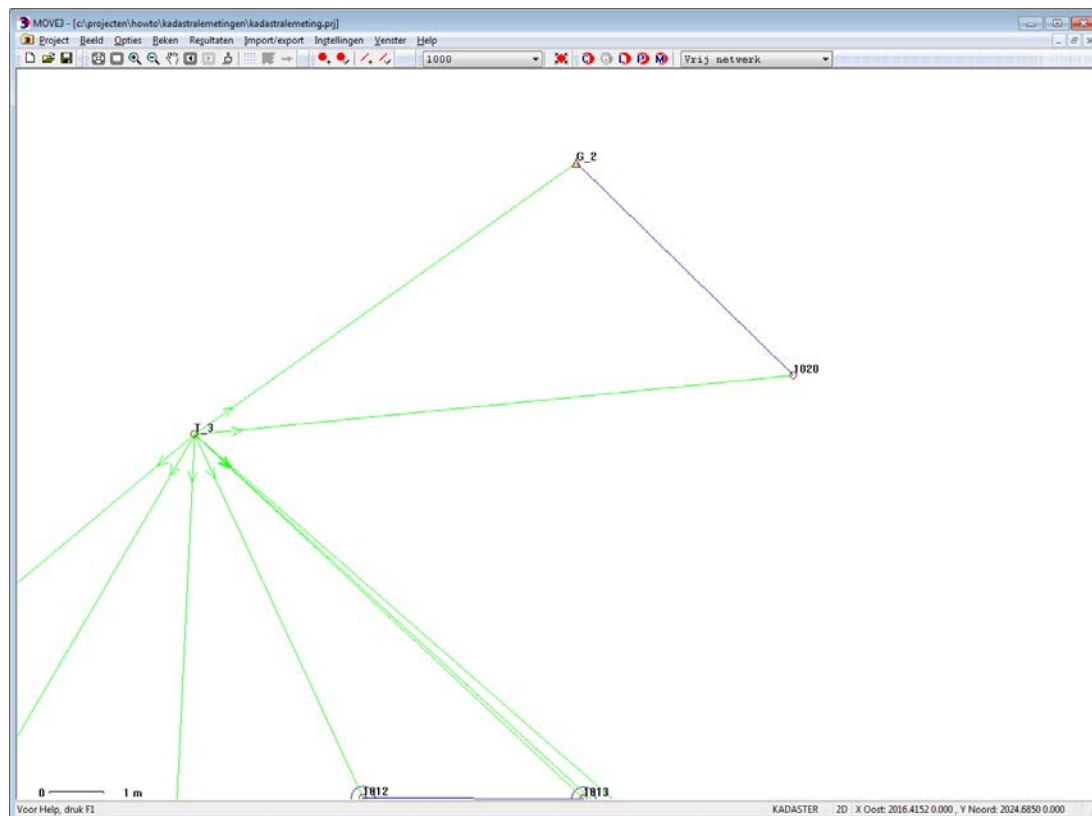 MOVE3 - [c:\projecten\howto\kadastralemetingen\kadastralemeting.prj]
Project Beeld Opties Reken Resultaten Import/export Instellingen Venster Help
1000
Vrij netwerk
G_2
1020
T_3
1812
1813
0 1 m
Voor Help, druk F1
KADASTER 2D X Oost: 2016.4152 0.000 , Y Noord: 2024.6850 0.000